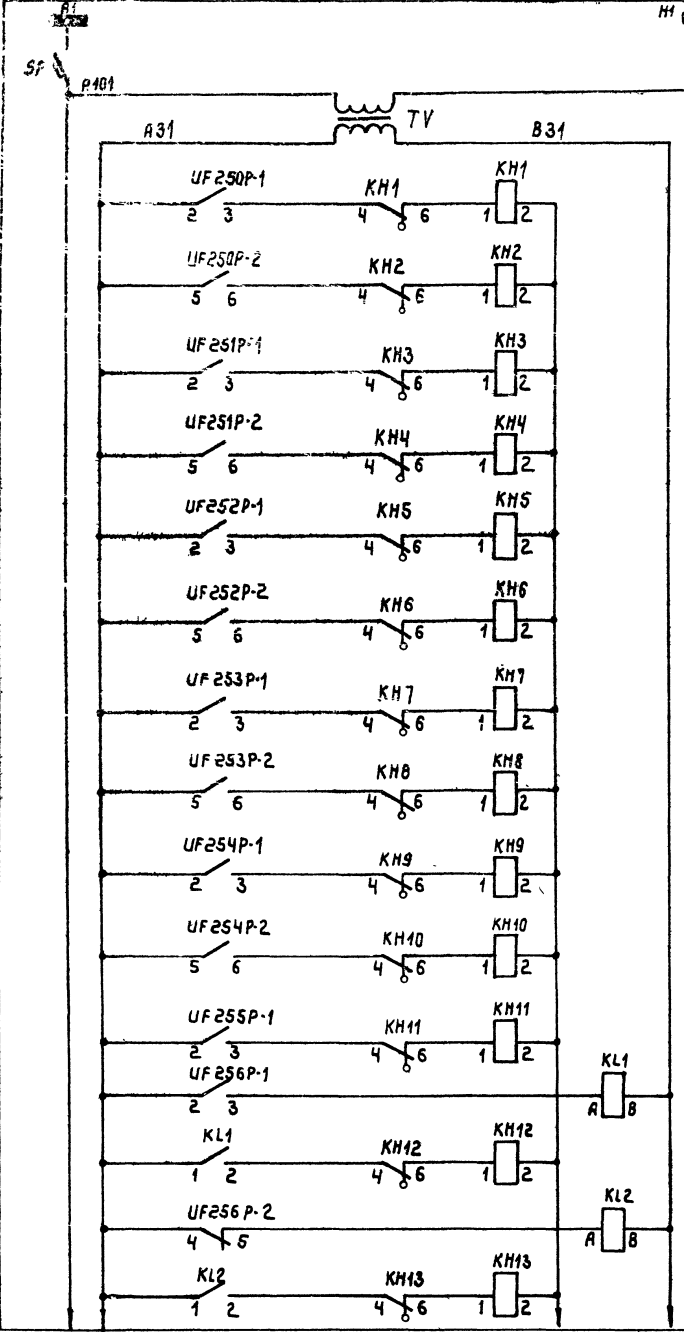 A1
H1
SF
A101
TV
A31 B31
UF250P-1 KH1 KH1
2 3 4 6 1 2
UF250P-2 KH2 KH2
5 6 4 6 1 2
UF251P-1 KH3 KH3
2 3 4 6 1 2
UF251P-2 KH4 KH4
5 6 4 6 1 2
UF252P-1 KH5 KH5
2 3 4 6 1 2
UF252P-2 KH6 KH6
5 6 4 6 1 2
UF253P-1 KH7 KH7
2 3 4 6 1 2
UF253P-2 KH8 KH8
5 6 4 6 1 2
UF254P-1 KH9 KH9
2 3 4 6 1 2
UF254P-2 KH10 KH10
5 6 4 6 1 2
UF255P-1 KH11 KH11
2 3 4 6 1 2
UF256P-1 KL1
2 3 A B
KL1 KH12 KH12
1 2 4 6 1 2
UF256P-2 KL2
4 5 A B
KL2 KH13 KH13
1 2 4 6 1 2